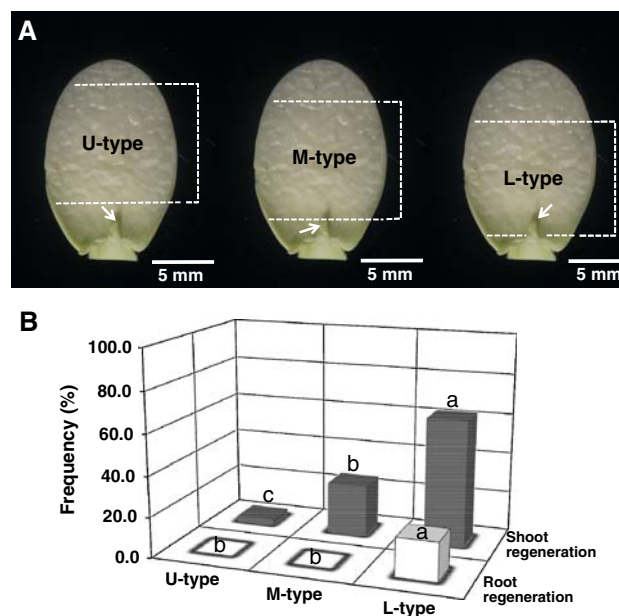 A
U-type
M-type
L-type
5 mm
5 mm
5 mm
B
Frequency (%)
100.0
80.0
60.0
40.0
20.0
0.0
c
b
a
b
b
a
U-type
M-type
L-type
Shoot
regeneration
Root
regeneration